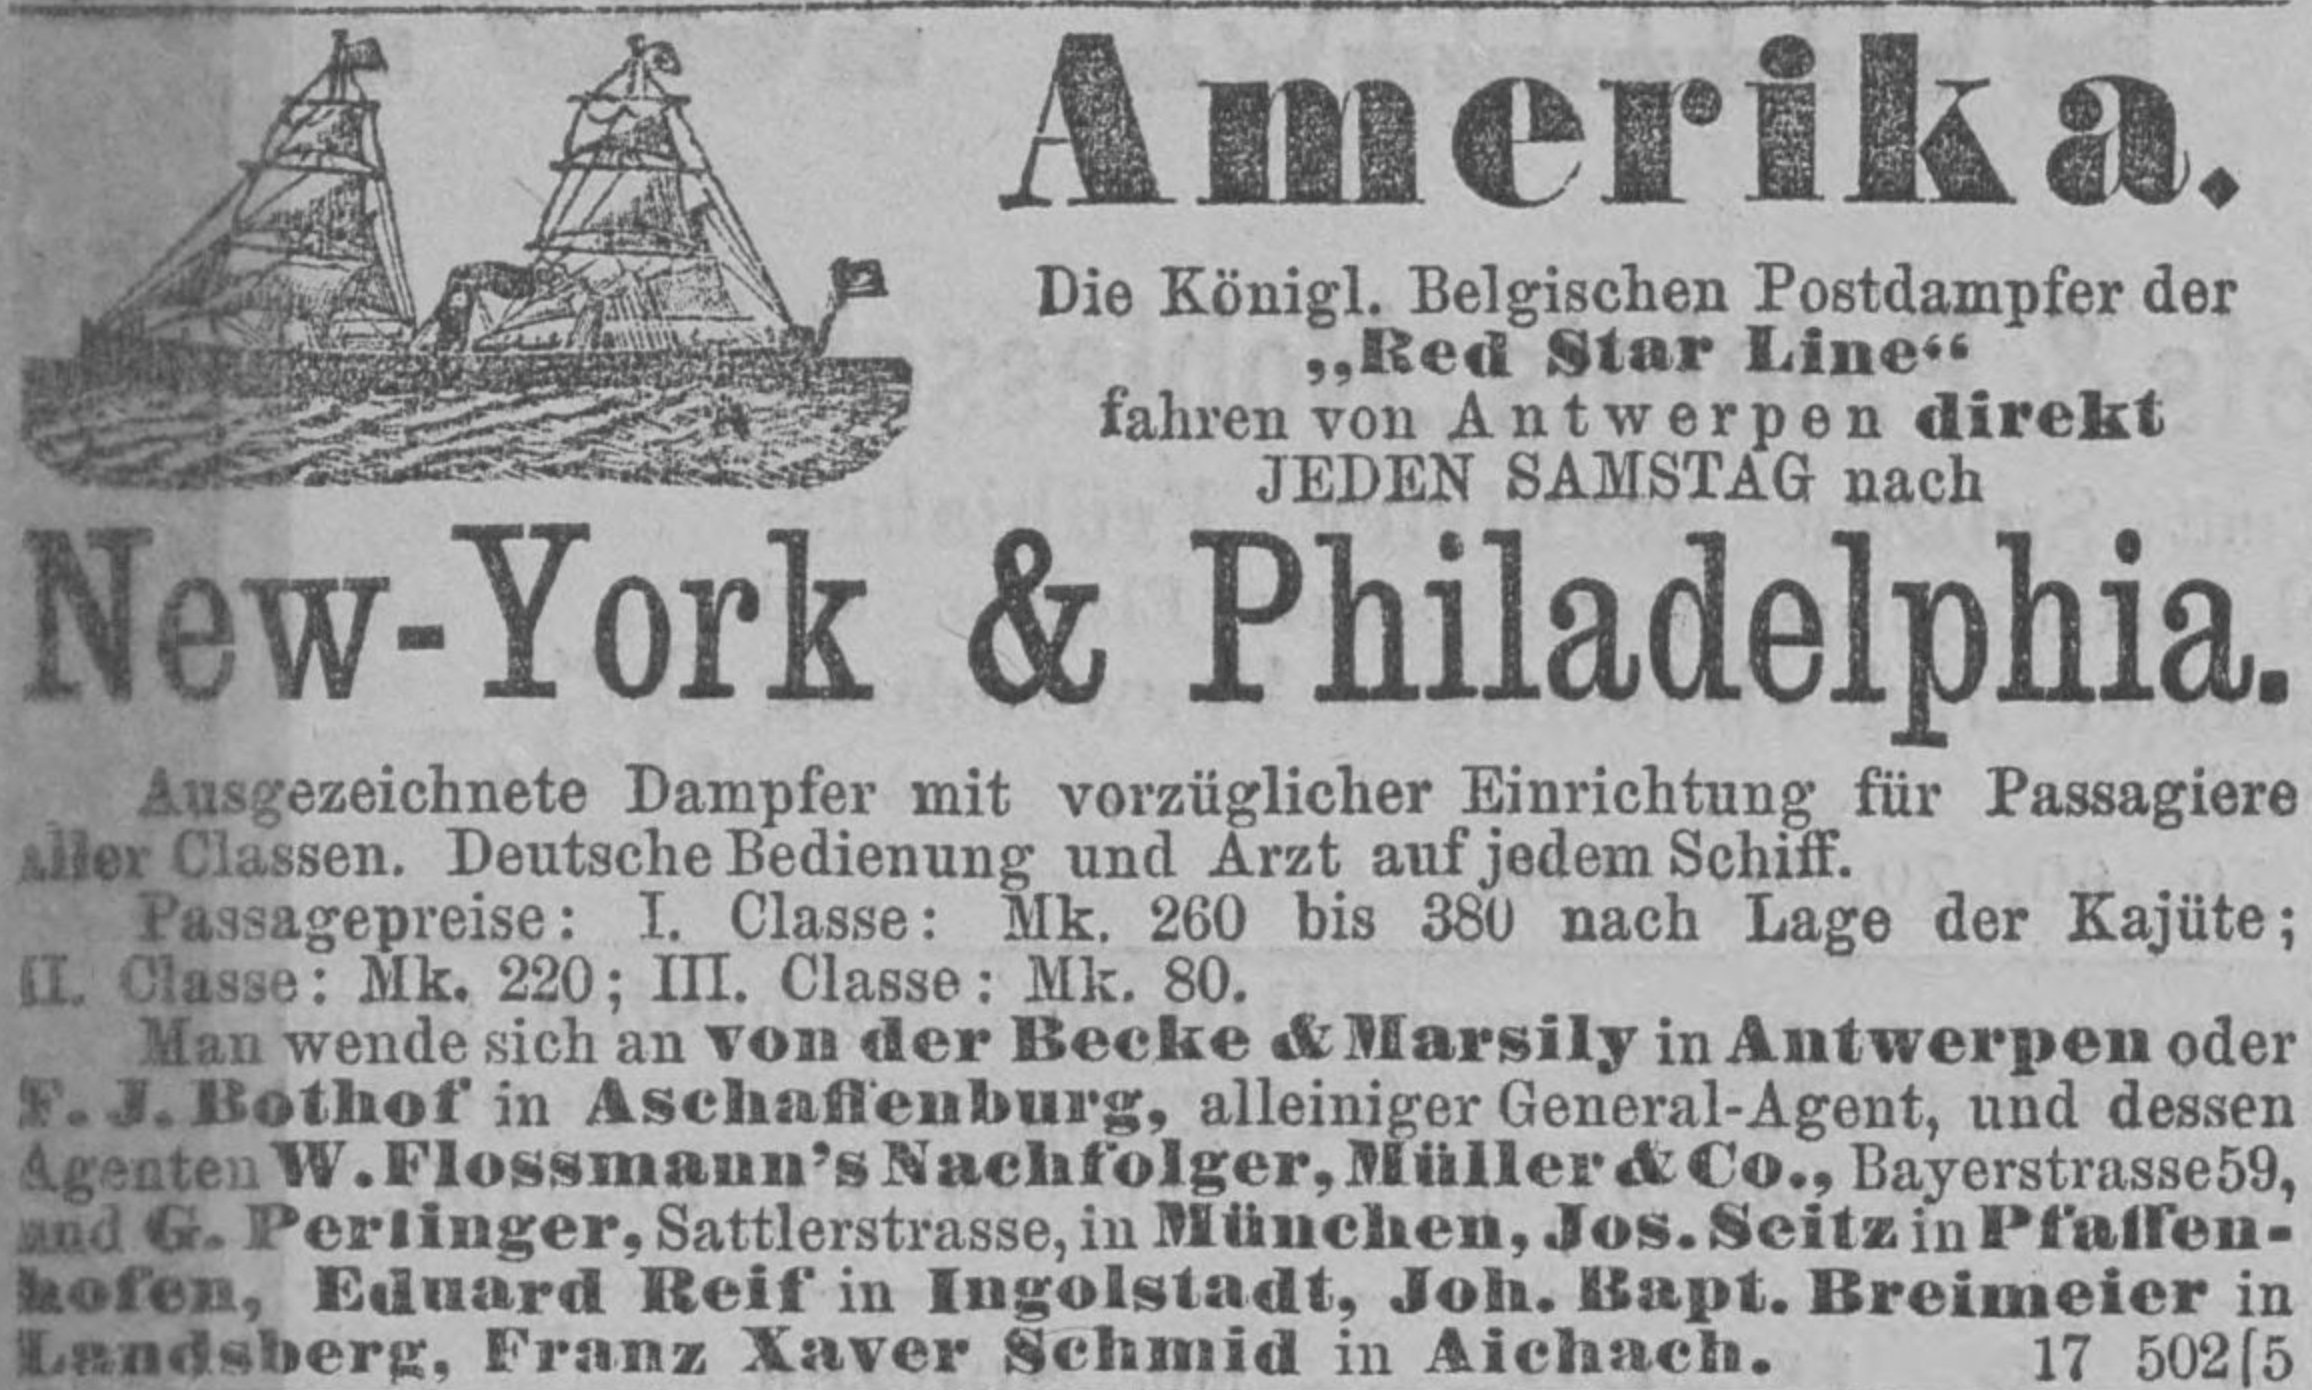 Amerika.
Die Königl. Belgischen Postdampfer der
„Red Star Line“
fahren von Antwerpen direkt
JEDEN SAMSTAG nach
New-York & Philadelphia.
Ausgezeichnete Dampfer mit vorzüglicher Einrichtung für Passagiere
aller Classen. Deutsche Bedienung und Arzt auf jedem Schiff.
Passagepreise: I. Classe: Mk. 260 bis 380 nach Lage der Kajüte;
II. Classe: Mk. 220; III. Classe: Mk. 80.
Man wende sich an von der Becke & Marsily in Antwerpen oder
F. J. Bothof in Aschaffenburg, alleiniger General-Agent, und dessen
Agenten W. Flossmann's Nachfolger, Müller & Co., Bayerstrasse 59,
und G. Pertinger, Sattlerstrasse, in München, Jos. Seitz in Pfaffen-
hofen, Eduard Reif in Ingolstadt, Joh. Bapt. Breimeier in
Landsberg, Franz Xaver Schmid in Aichach. 17 502[5